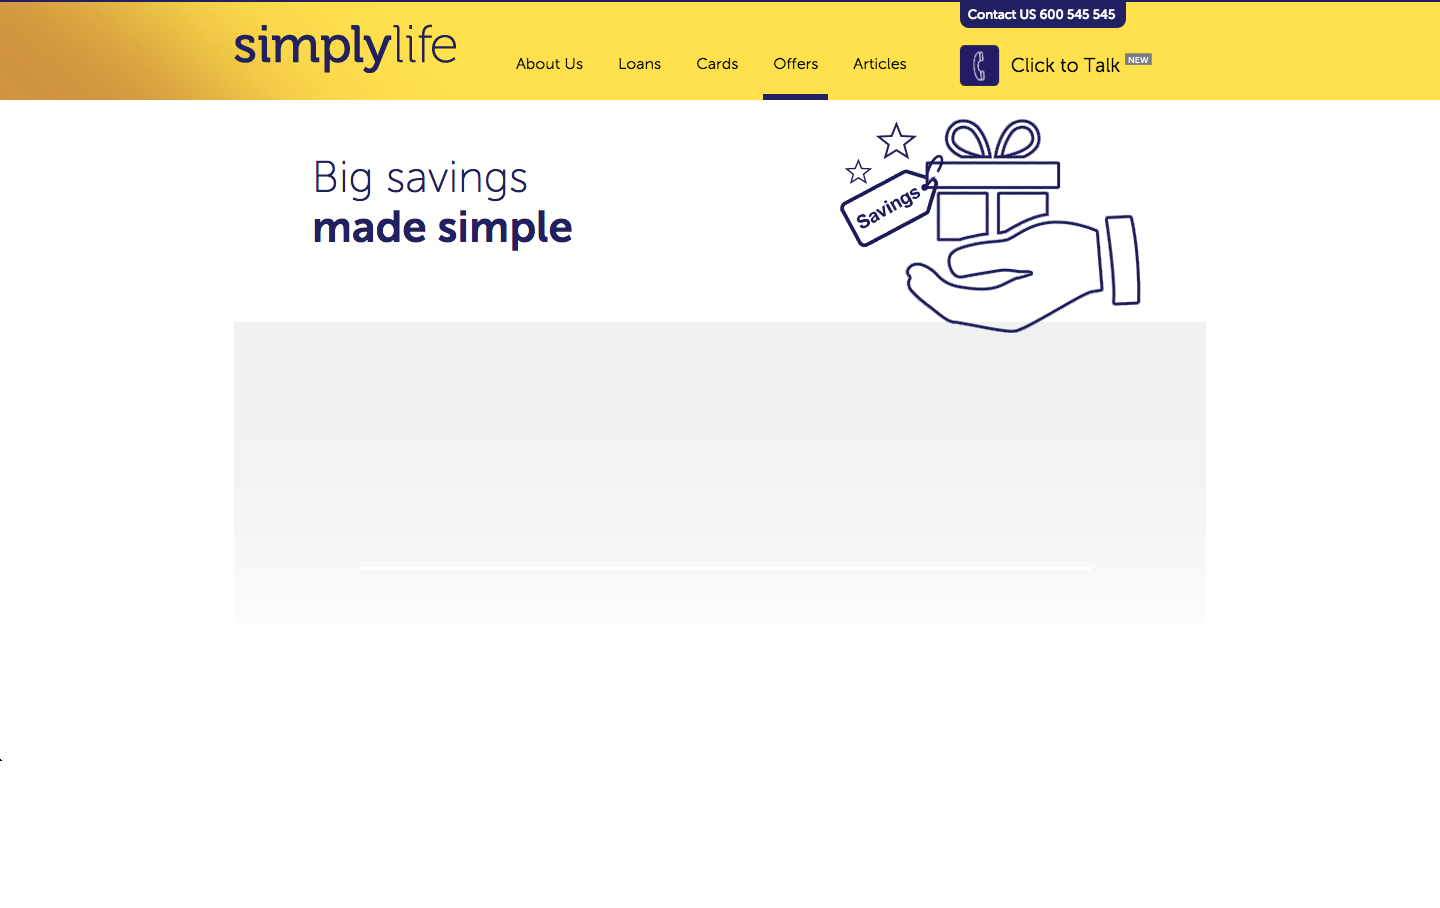 Contact US 600 545 545
simplylife
About Us
Loans
Cards
Offers
Articles
Click to Talk NEW
Big savings
made simple
Savings